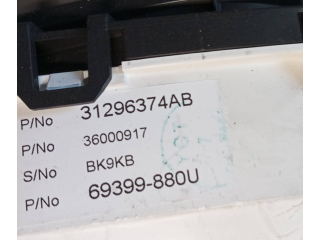 P/No 31296374AB
P/No 36000917
S/No BK9KB
P/No 69399-880U